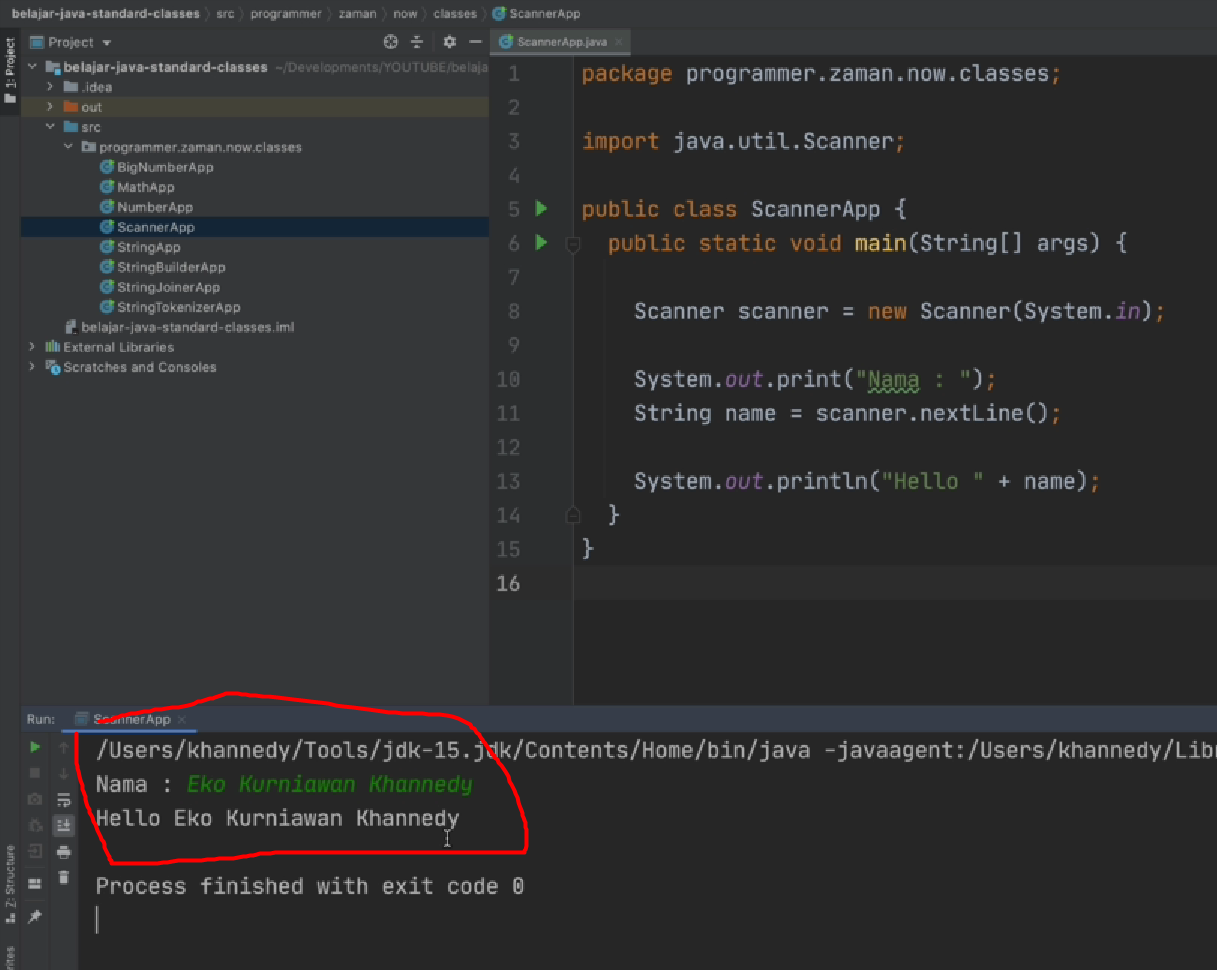 belajar-java-standard-classes src programmer zaman now classes ScannerApp
1: Project
Project
belajar-java-standard-classes ~/Developments/YOUTUBE/belaja
.idea
out
src
programmer.zaman.now.classes
BigNumberApp
MathApp
NumberApp
ScannerApp
StringApp
StringBuilderApp
StringJoinerApp
StringTokenizerApp
belajar-java-standard-classes.iml
External Libraries
Scratches and Consoles
ScannerApp.java
1 package programmer.zaman.now.classes;
2
3 import java.util.Scanner;
4
5 public class ScannerApp {
6 public static void main(String[] args) {
7
8 Scanner scanner = new Scanner(System.in);
9
10 System.out.print("Nama : ");
11 String name = scanner.nextLine();
12
13 System.out.println("Hello " + name);
14 }
15 }
16
Run: ScannerApp
/Users/khannedy/Tools/jdk-15.jdk/Contents/Home/bin/java -javaagent:/Users/khannedy/Lib
Nama : Eko Kurniawan Khannedy
Hello Eko Kurniawan Khannedy
Process finished with exit code 0
Z: Structure